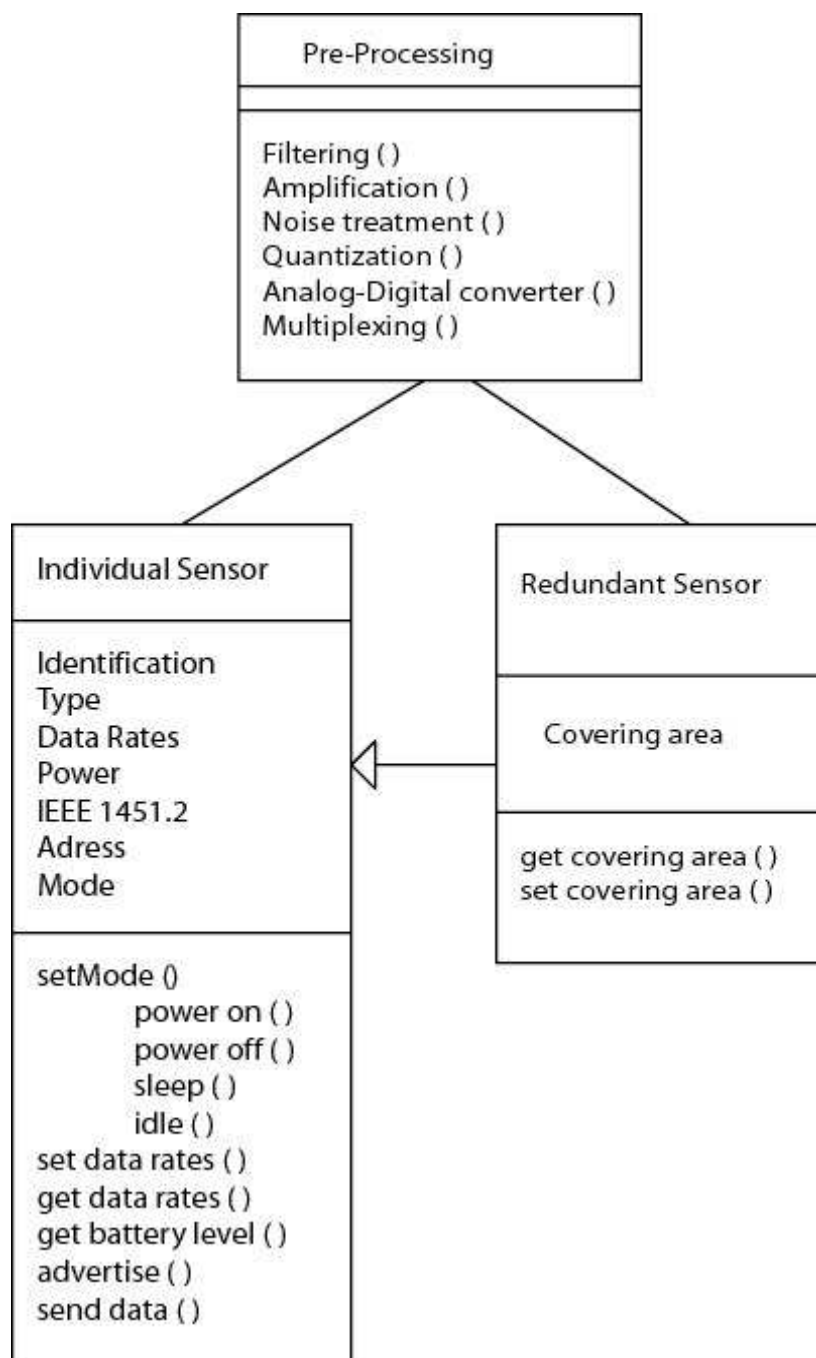 Pre-Processing
Filtering ( )
Amplification ( )
Noise treatment ( )
Quantization ( )
Analog-Digital converter ( )
Multiplexing ( )
Individual Sensor
Identification
Type
Data Rates
Power
IEEE 1451.2
Adress
Mode
setMode ()
power on ( )
power off ( )
sleep ( )
idle ( )
set data rates ( )
get data rates ( )
get battery level ( )
advertise ( )
send data ( )
Redundant Sensor
Covering area
get covering area ( )
set covering area ( )